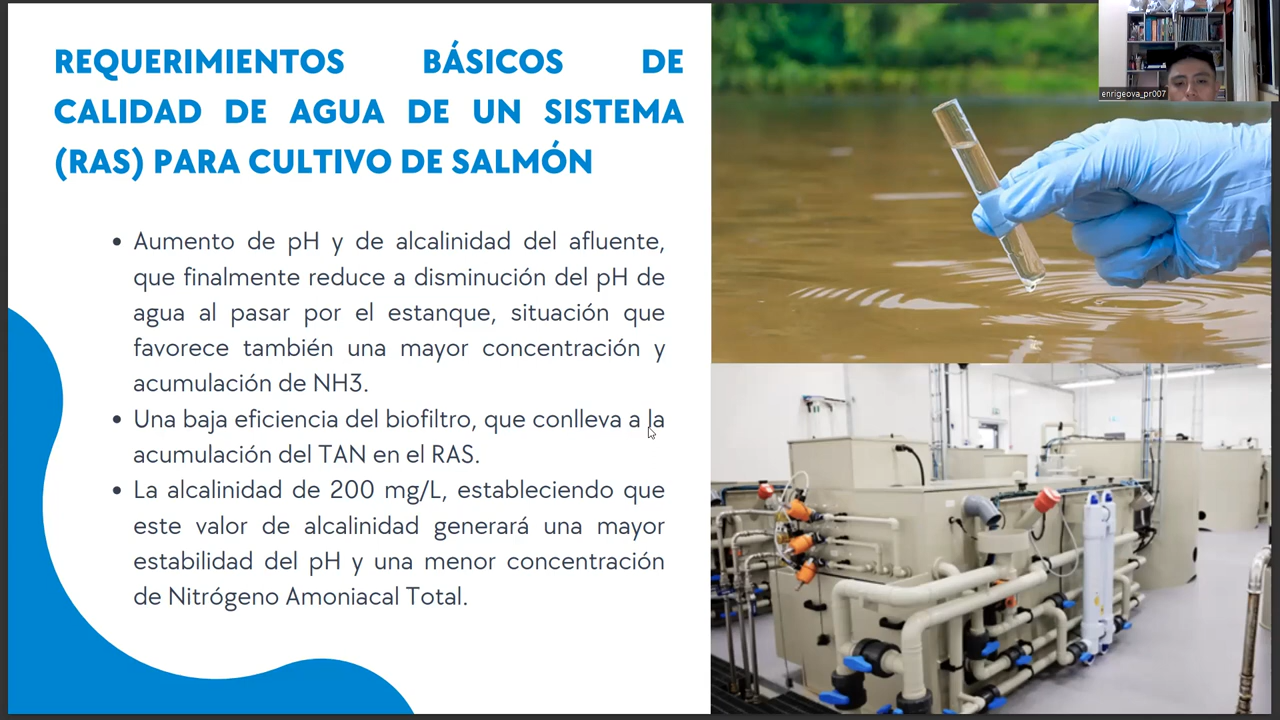 REQUERIMIENTOS BÁSICOS DE
CALIDAD DE AGUA DE UN SISTEMA
(RAS) PARA CULTIVO DE SALMÓN
enrigeova_pr007
• Aumento de pH y de alcalinidad del afluente,
que finalmente reduce a disminución del pH de
agua al pasar por el estanque, situación que
favorece también una mayor concentración y
acumulación de NH3.
• Una baja eficiencia del biofiltro, que conlleva a la
acumulación del TAN en el RAS.
• La alcalinidad de 200 mg/L, estableciendo que
este valor de alcalinidad generará una mayor
estabilidad del pH y una menor concentración
de Nitrógeno Amoniacal Total.